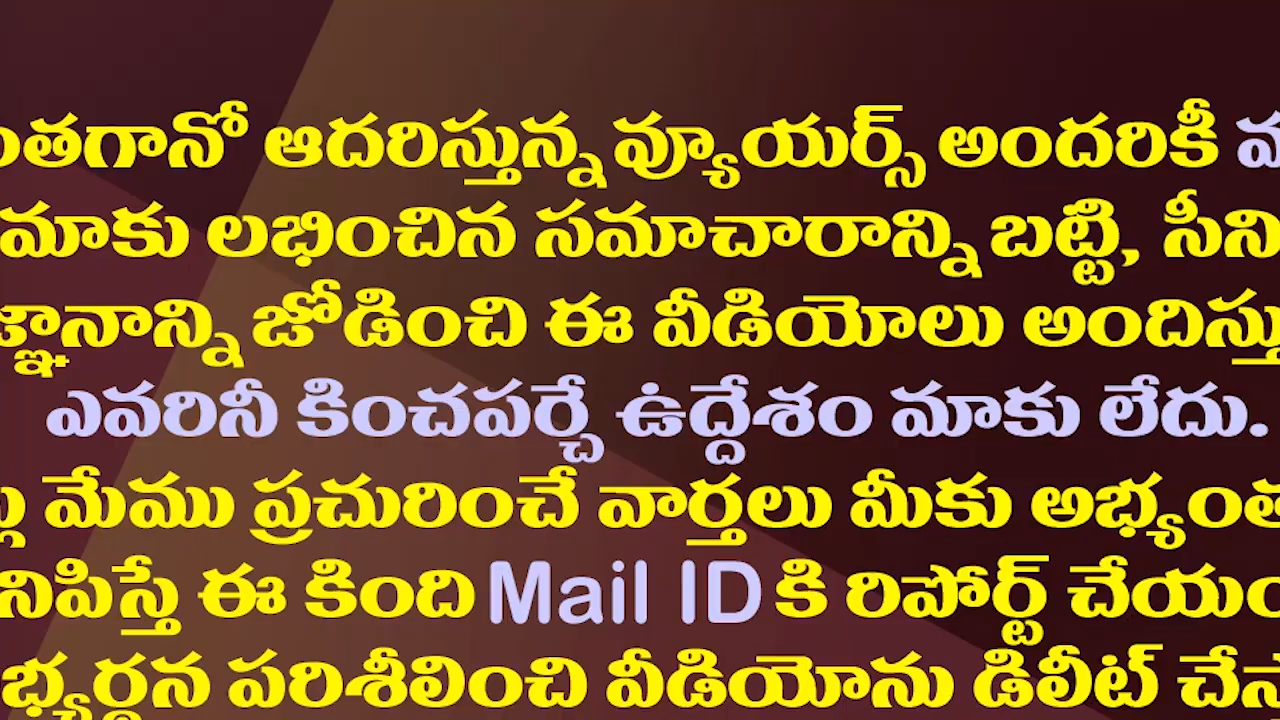 ంతగానో ఆదరిస్తున్న వ్యూయర్స్ అందరికీ
మాకు లభించిన సమాచారాన్ని బట్టి, సీని
జ్ఞానాన్ని జోడించి ఈ వీడియోలు అందిస్తు
ఎవరినీ కించపర్చే ఉద్దేశం మాకు లేదు.
మేము ప్రచురించే వార్తలు మీకు అభ్యంత
నిపిస్తే ఈ కింది Mail ID కి రిపోర్ట్ చేయం
భ్యర్ధన పరిశీలించి వీడియోను డిలీట్ చేస